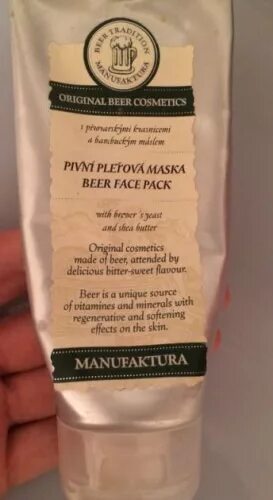 BEER TRADITION
MANUFAKTURA
ORIGINAL BEER COSMETICS
s pivovarskými kvasnicemi
a bambuckým máslem
PIVNÍ PLEŤOVÁ MASKA
BEER FACE PACK
with brewer's yeast
and shea butter
Original cosmetics
made of beer, attended by
delicious bitter-sweet flavour.
Beer is a unique source
of vitamines and minerals with
regenerative and softening
effects on the skin.
MANUFAKTURA